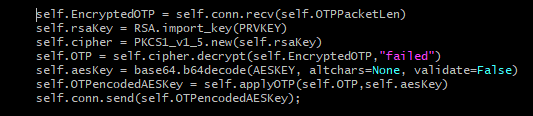 self.EncryptedOTP = self.conn.recv(self.OTPPacketLen)
self.rsaKey = RSA.import_key(PRVKEY)
self.cipher = PKCS1_v1_5.new(self.rsaKey)
self.OTP = self.cipher.decrypt(self.EncryptedOTP,"failed")
self.aesKey = base64.b64decode(AESKEY, altchars=None, validate=False)
self.OTPencodedAESKey = self.applyOTP(self.OTP,self.aesKey)
self.conn.send(self.OTPencodedAESKey);